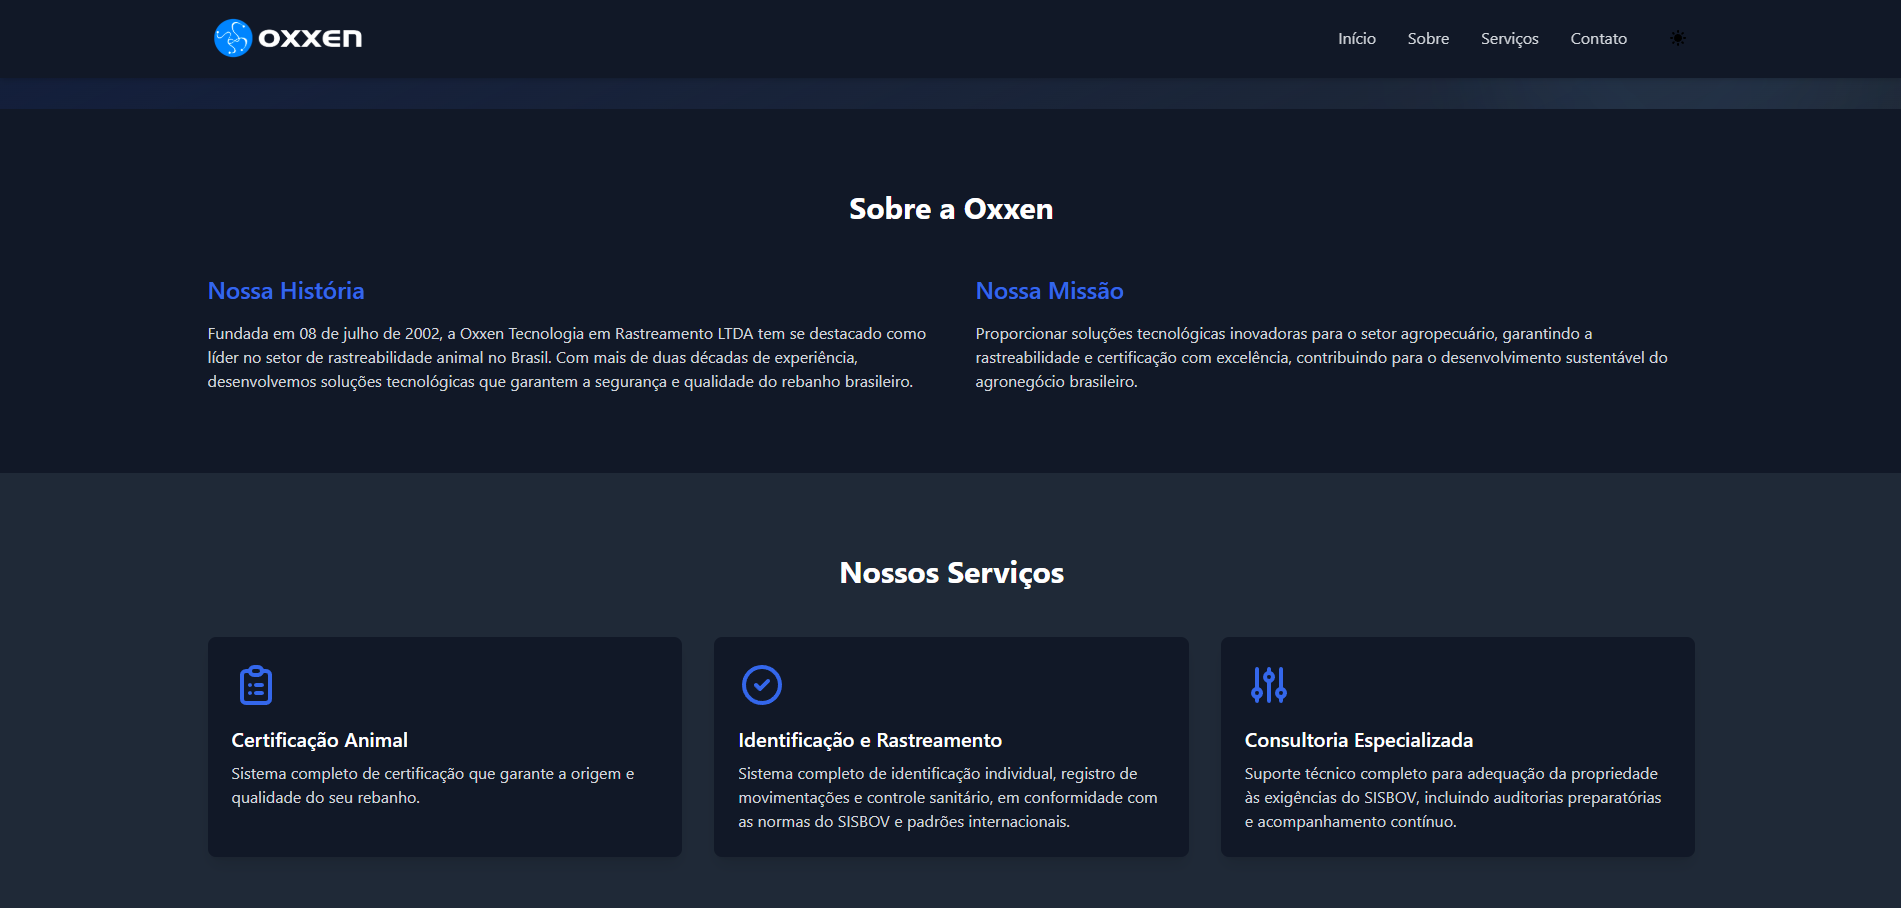 oxxen
Início Sobre Serviços Contato
Sobre a Oxxen
Nossa História
Fundada em 08 de julho de 2002, a Oxxen Tecnologia em Rastreamento LTDA tem se destacado como
líder no setor de rastreabilidade animal no Brasil. Com mais de duas décadas de experiência,
desenvolvemos soluções tecnológicas que garantem a segurança e qualidade do rebanho brasileiro.
Nossa Missão
Proporcionar soluções tecnológicas inovadoras para o setor agropecuário, garantindo a
rastreabilidade e certificação com excelência, contribuindo para o desenvolvimento sustentável do
agronegócio brasileiro.
Nossos Serviços
Certificação Animal
Sistema completo de certificação que garante a origem e
qualidade do seu rebanho.
Identificação e Rastreamento
Sistema completo de identificação individual, registro de
movimentações e controle sanitário, em conformidade com
as normas do SISBOV e padrões internacionais.
Consultoria Especializada
Suporte técnico completo para adequação da propriedade
às exigências do SISBOV, incluindo auditorias preparatórias
e acompanhamento contínuo.